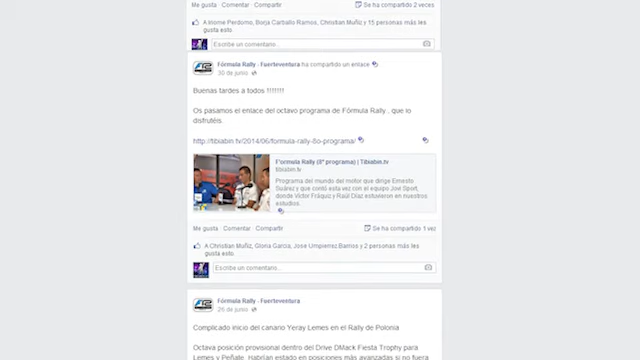 Me gusta · Comentar · Compartir
Se ha compartido 2 veces
A Inome Perdomo, Borja Carballo Ramos, Christian Muñiz y 15 personas más les
gusta esto.
Escribe un comentario...
Fórmula Rally - Fuerteventura ha compartido un enlace
30 de junio
Buenas tardes a todos !!!!!!!
Os pasamos el enlace del octavo programa de Fórmula Rally , que lo
disfrutéis.
http://tibiabin.tv/2014/06/formula-rally-8o-programa/
Formula Rally (8º programa) | Tibiabin.tv
tibiabin.tv
Programa del mundo del motor que dirige Ernesto
Suárez y que contó esta vez con el equipo Joel Sport,
donde Victor Fráquiz y Raúl Díaz estuvieron en nuestros
estudios.
Me gusta · Comentar · Compartir
Se ha compartido 1 vez
A Christian Muñiz, Gloria Garcia, Jose Umpierrez Barrios y 2 personas más les
gusta esto.
Escribe un comentario...
Fórmula Rally - Fuerteventura
26 de junio
Complicado inicio del canario Yeray Lemes en el Rally de Polonia
Octava posición provisional dentro del Drive DMack Fiesta Trophy para
Lemes y Peñate. Habrían estado en posiciones más avanzadas si no fuera